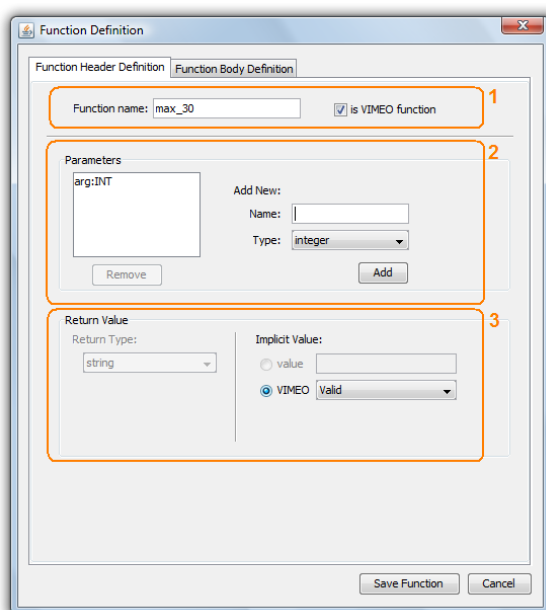 Function Definition
Function Header Definition
Function Body Definition
1
Function name: max_30
is VIMEO function
2
Parameters
arg:INT
Add New:
Name:
Type: integer
Remove
Add
3
Return Value
Return Type:
string
Implicit Value:
value
VIMEO Valid
Save Function
Cancel